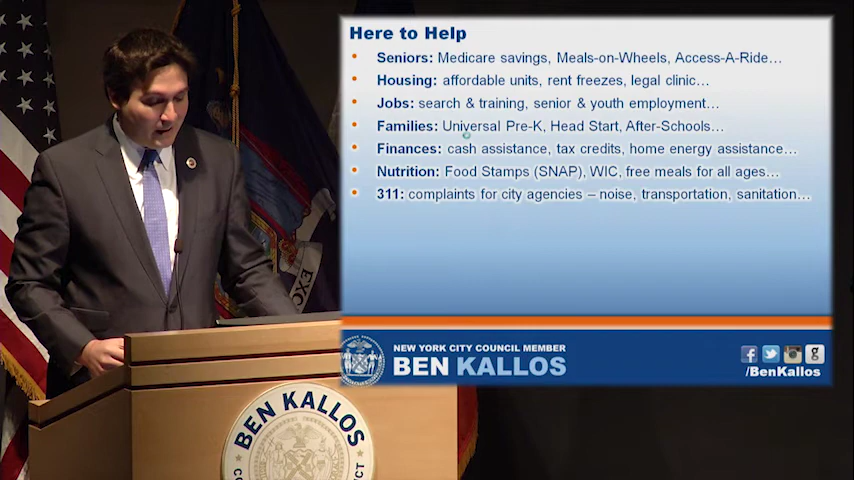 Here to Help
• Seniors: Medicare savings, Meals-on-Wheels, Access-A-Ride…
• Housing: affordable units, rent freezes, legal clinic…
• Jobs: search & training, senior & youth employment…
• Families: Universal Pre-K, Head Start, After-Schools…
• Finances: cash assistance, tax credits, home energy assistance…
• Nutrition: Food Stamps (SNAP), WIC, free meals for all ages…
• 311: complaints for city agencies – noise, transportation, sanitation…
NEW YORK CITY COUNCIL MEMBER
BEN KALLOS
/BenKallos
EXC
BEN KALLOS